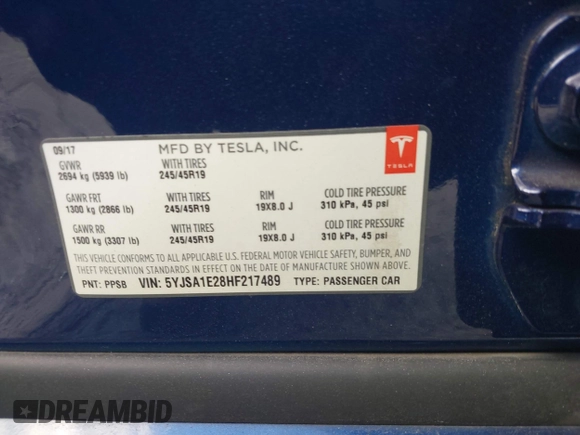 09/17 MFD BY TESLA, INC.
TESLA
GVWR WITH TIRES
2694 kg (5939 lb) 245/45R19
GAWR FRT WITH TIRES RIM COLD TIRE PRESSURE
1300 kg (2866 lb) 245/45R19 19X8.0 J 310 kPa, 45 psi
GAWR RR WITH TIRES RIM COLD TIRE PRESSURE
1500 kg (3307 lb) 245/45R19 19X8.0 J 310 kPa, 45 psi
THIS VEHICLE CONFORMS TO ALL APPLICABLE U.S. FEDERAL MOTOR VEHICLE SAFETY, BUMPER, AND
THEFT PREVENTION STANDARDS IN EFFECT ON THE DATE OF MANUFACTURE SHOWN ABOVE.
PNT: PPSB VIN: 5YJSA1E28HF217489 TYPE: PASSENGER CAR
DREAMBID